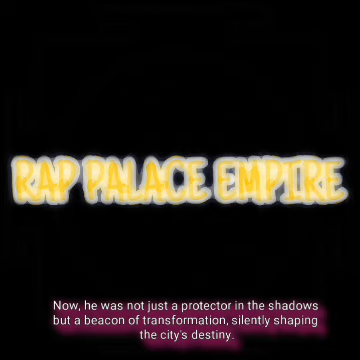 RAP PALACE EMPIRE
Now, he was not just a protector in the shadows
but a beacon of transformation, silently shaping
the city's destiny.